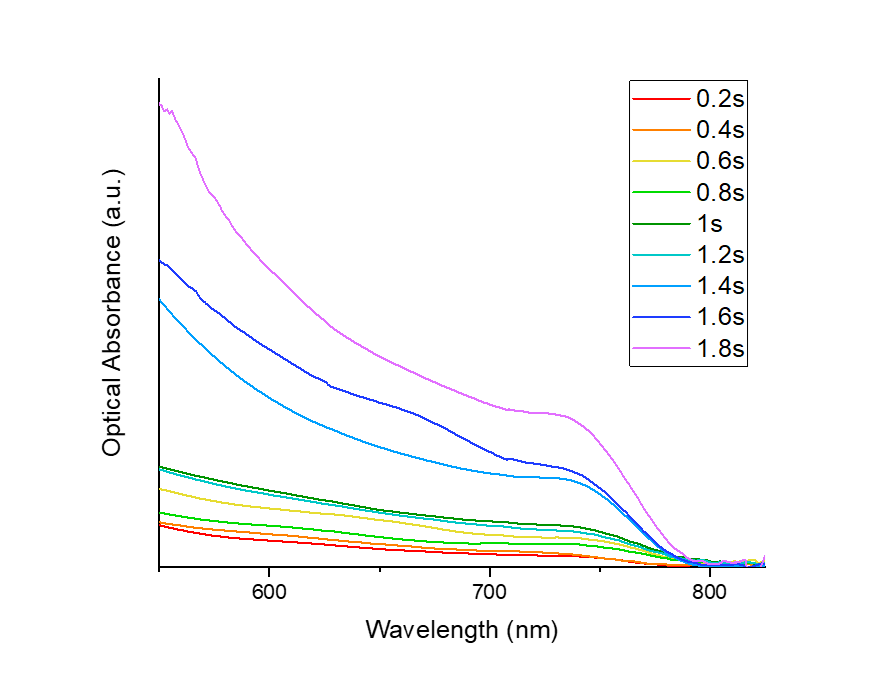 0.2s
0.4s
0.6s
0.8s
1s
1.2s
1.4s
1.6s
1.8s
Optical Absorbance (a.u.)
600
700
800
Wavelength (nm)